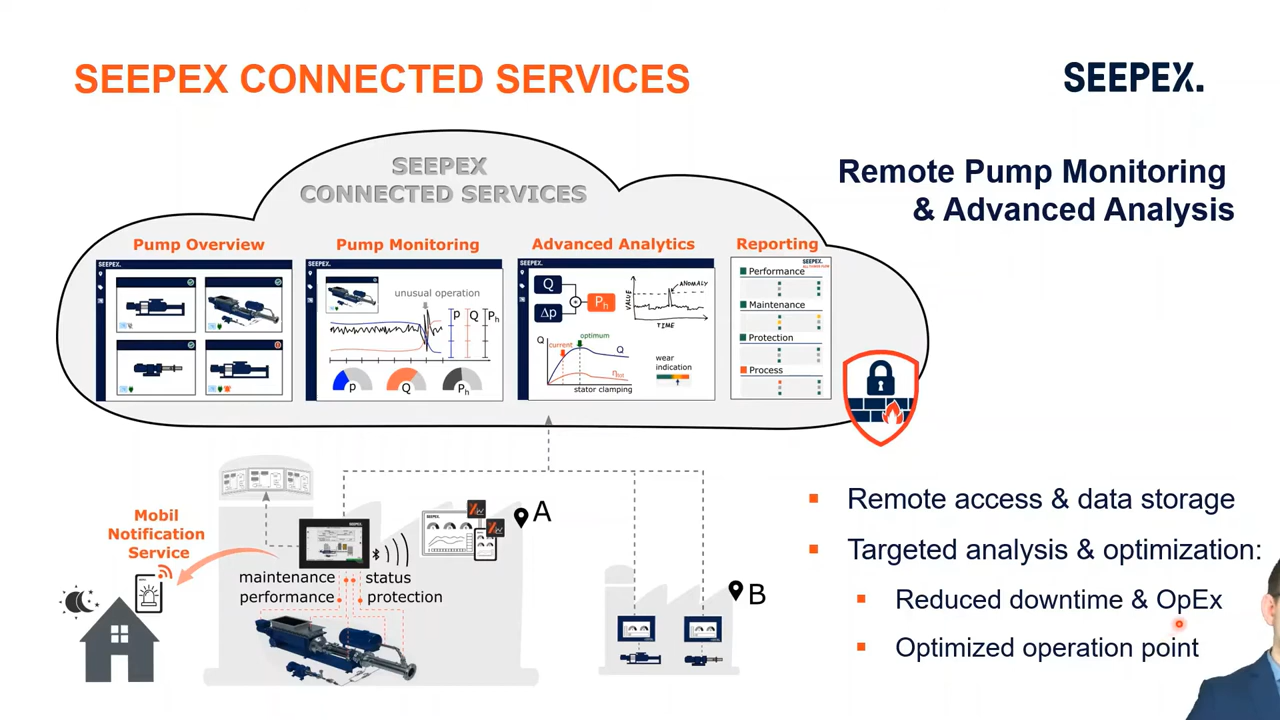 SEEPEX CONNECTED SERVICES
SEEPEX.
Remote Pump Monitoring
& Advanced Analysis
SEEPEX
CONNECTED SERVICES
Pump Overview
Pump Monitoring
Advanced Analytics
Reporting
SEEPEX.
SEEPEX.
unusual operation
p
Q
Pₕ
p
Q
Pₕ
SEEPEX.
Q
Δp
Pₕ
VALUE
ANOMALY
TIME
Q
current
optimum
Q
ηtot
stator clamping
wear
indication
SEEPEX.
Performance
Maintenance
Protection
Process
Mobil
Notification
Service
maintenance
performance
status
protection
SEEPEX.
A
B
▪ Remote access & data storage
▪ Targeted analysis & optimization:
▪ Reduced downtime & OpEx
▪ Optimized operation point